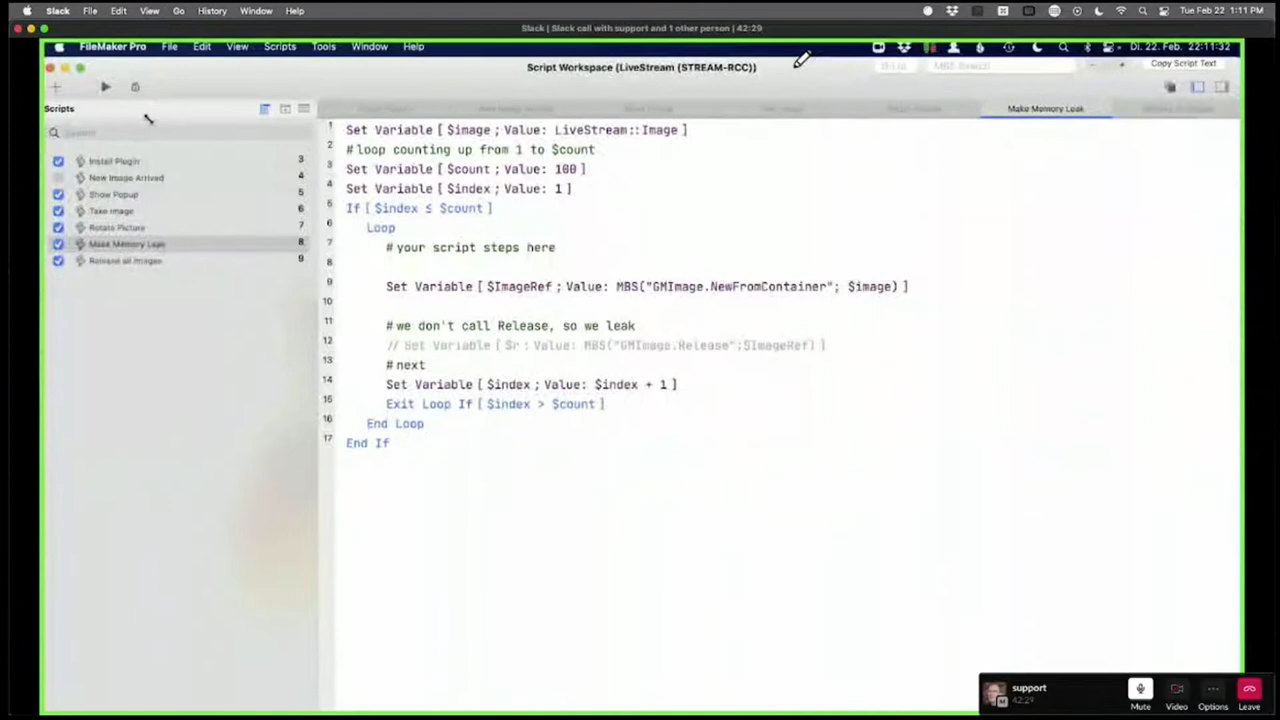 Slack File Edit View Go History Window Help
Tue Feb 22 1:11 PM
Slack | Slack call with support and 1 other person | 42:29
FileMaker Pro File Edit View Scripts Tools Window Help
Di. 22. Feb. 22:11:32
Script Workspace (LiveStream (STREAM-RCC))
Copy Script Text
Scripts
Make Memory Leak
Install Plugin 3
New Image Arrived 4
Show Popup 5
Take image 6
Rotate Picture 7
Make Memory Leak 8
Release all images 9
1 Set Variable [ $image ; Value: LiveStream::Image ]
2 # loop counting up from 1 to $count
3 Set Variable [ $count ; Value: 100 ]
4 Set Variable [ $index ; Value: 1 ]
5 If [ $index ≤ $count ]
6 Loop
7 # your script steps here
8
9 Set Variable [ $ImageRef ; Value: MBS("GMImage.NewFromContainer"; $image) ]
10
11 # we don't call Release, so we leak
12 // Set Variable [ $r ; Value: MBS("GMImage.Release";$ImageRef) ]
13 # next
14 Set Variable [ $index ; Value: $index + 1 ]
15 Exit Loop If [ $index > $count ]
16 End Loop
17 End If
support
42:29
Mute Video Options Leave